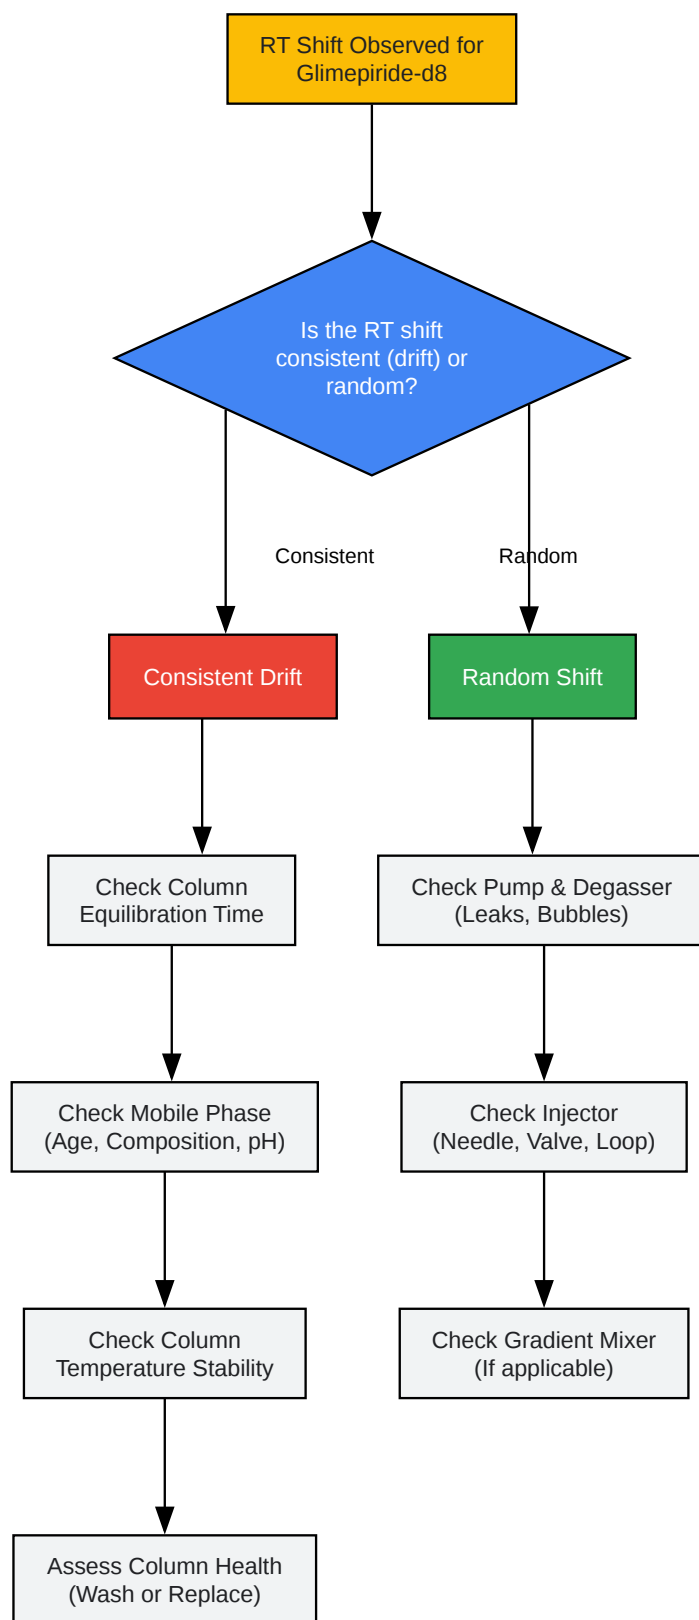 RT Shift Observed for
Glimepiride-d8
Is the RT shift
consistent (drift) or
random?
Consistent
Random
Consistent Drift
Random Shift
Check Column
Equilibration Time
Check Pump & Degasser
(Leaks, Bubbles)
Check Mobile Phase
(Age, Composition, pH)
Check Injector
(Needle, Valve, Loop)
Check Column
Temperature Stability
Check Gradient Mixer
(If applicable)
Assess Column Health
(Wash or Replace)